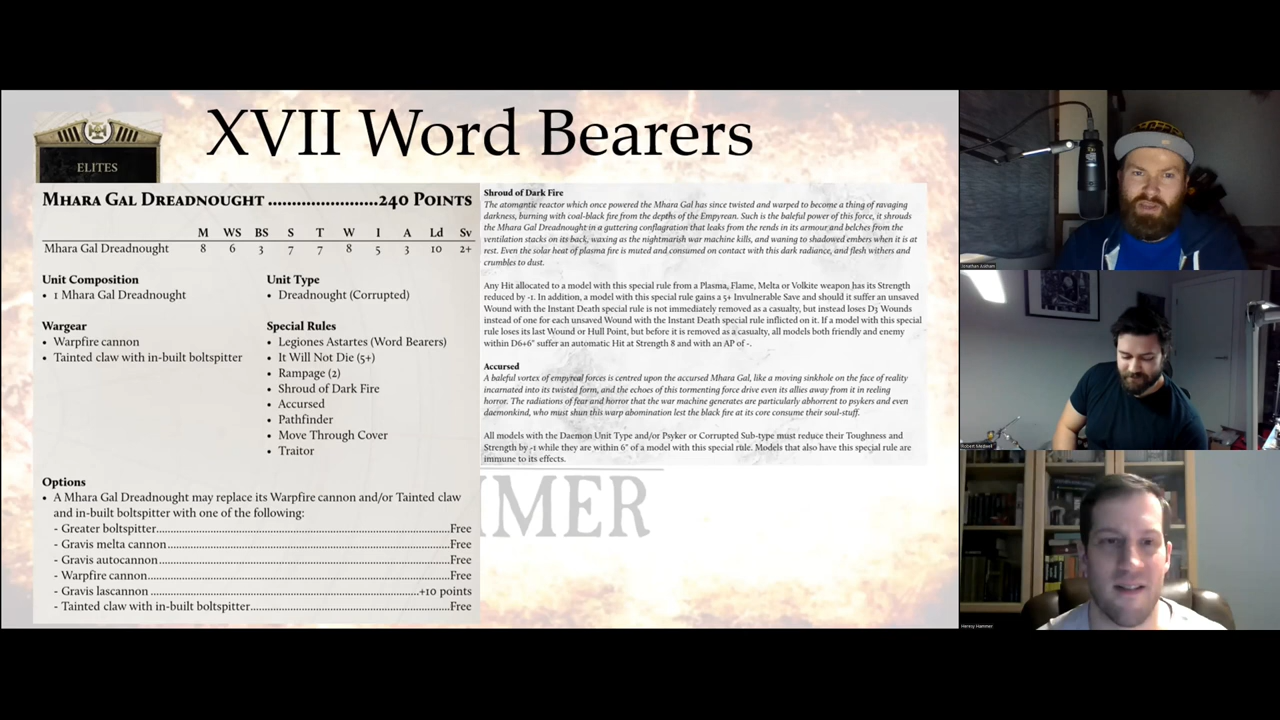 XVII Word Bearers
ELITES
MHARA GAL DREADNOUGHT ......................240 POINTS
M WS BS S T W I A Ld Sv
Mhara Gal Dreadnought 8 6 3 7 7 8 5 3 10 2+
Unit Composition
• 1 Mhara Gal Dreadnought
Unit Type
• Dreadnought (Corrupted)
Wargear
• Warpfire cannon
• Tainted claw with in-built boltspitter
Special Rules
• Legiones Astartes (Word Bearers)
• It Will Not Die (5+)
• Rampage (2)
• Shroud of Dark Fire
• Accursed
• Pathfinder
• Move Through Cover
• Traitor
Options
• A Mhara Gal Dreadnought may replace its Warpfire cannon and/or Tainted claw
and in-built boltspitter with one of the following:
- Greater boltspitter....................Free
- Gravis melta cannon....................Free
- Gravis autocannon....................Free
- Warpfire cannon....................Free
- Gravis lascannon....................+10 points
- Tainted claw with in-built boltspitter....................Free
Shroud of Dark Fire
The atomantic reactor which once powered the Mhara Gal has since twisted and warped to become a thing of ravaging
darkness, burning with coal-black fire from the depths of the Empyrean. Such is the baleful power of this force, it shrouds
the Mhara Gal Dreadnought in a guttering conflagration that leaks from the rends in its armour and belches from the
ventilation stacks on its back, waxing as the nightmarish war machine kills, and waning to shadowed embers when it is at
rest. Even the solar heat of plasma fire is muted and consumed on contact with this dark radiance, and flesh withers and
crumbles to dust.
Any Hit allocated to a model with this special rule from a Plasma, Flame, Melta or Volkite weapon has its Strength
reduced by -1. In addition, a model with this special rule gains a 5+ Invulnerable Save and should it suffer an unsaved
Wound with the Instant Death special rule is not immediately removed as a casualty, but instead loses D3 Wounds
instead of one for each unsaved Wound with the Instant Death special rule inflicted on it. If a model with this special
rule loses its last Wound or Hull Point, but before it is removed as a casualty, all models both friendly and enemy
within D6+6" suffer an automatic Hit at Strength 8 and with an AP of -.
Accursed
A baleful vortex of empyreal forces is centred upon the accursed Mhara Gal, like a moving sinkhole on the face of reality
incarnated into its twisted form, and the echoes of this tormenting force drive even its allies away from it in reeling
horror. The radiations of fear and horror that the war machine generates are particularly abhorrent to psykers and even
daemonkind, who must shun this warp abomination lest the black fire at its core consume their soul-stuff.
All models with the Daemon Unit Type and/or Psyker or Corrupted Sub-type must reduce their Toughness and
Strength by -1 while they are within 6" of a model with this special rule. Models that also have this special rule are
immune to its effects.
MMER
Jonathan Askham
Robert Medwell
Henny Hammer